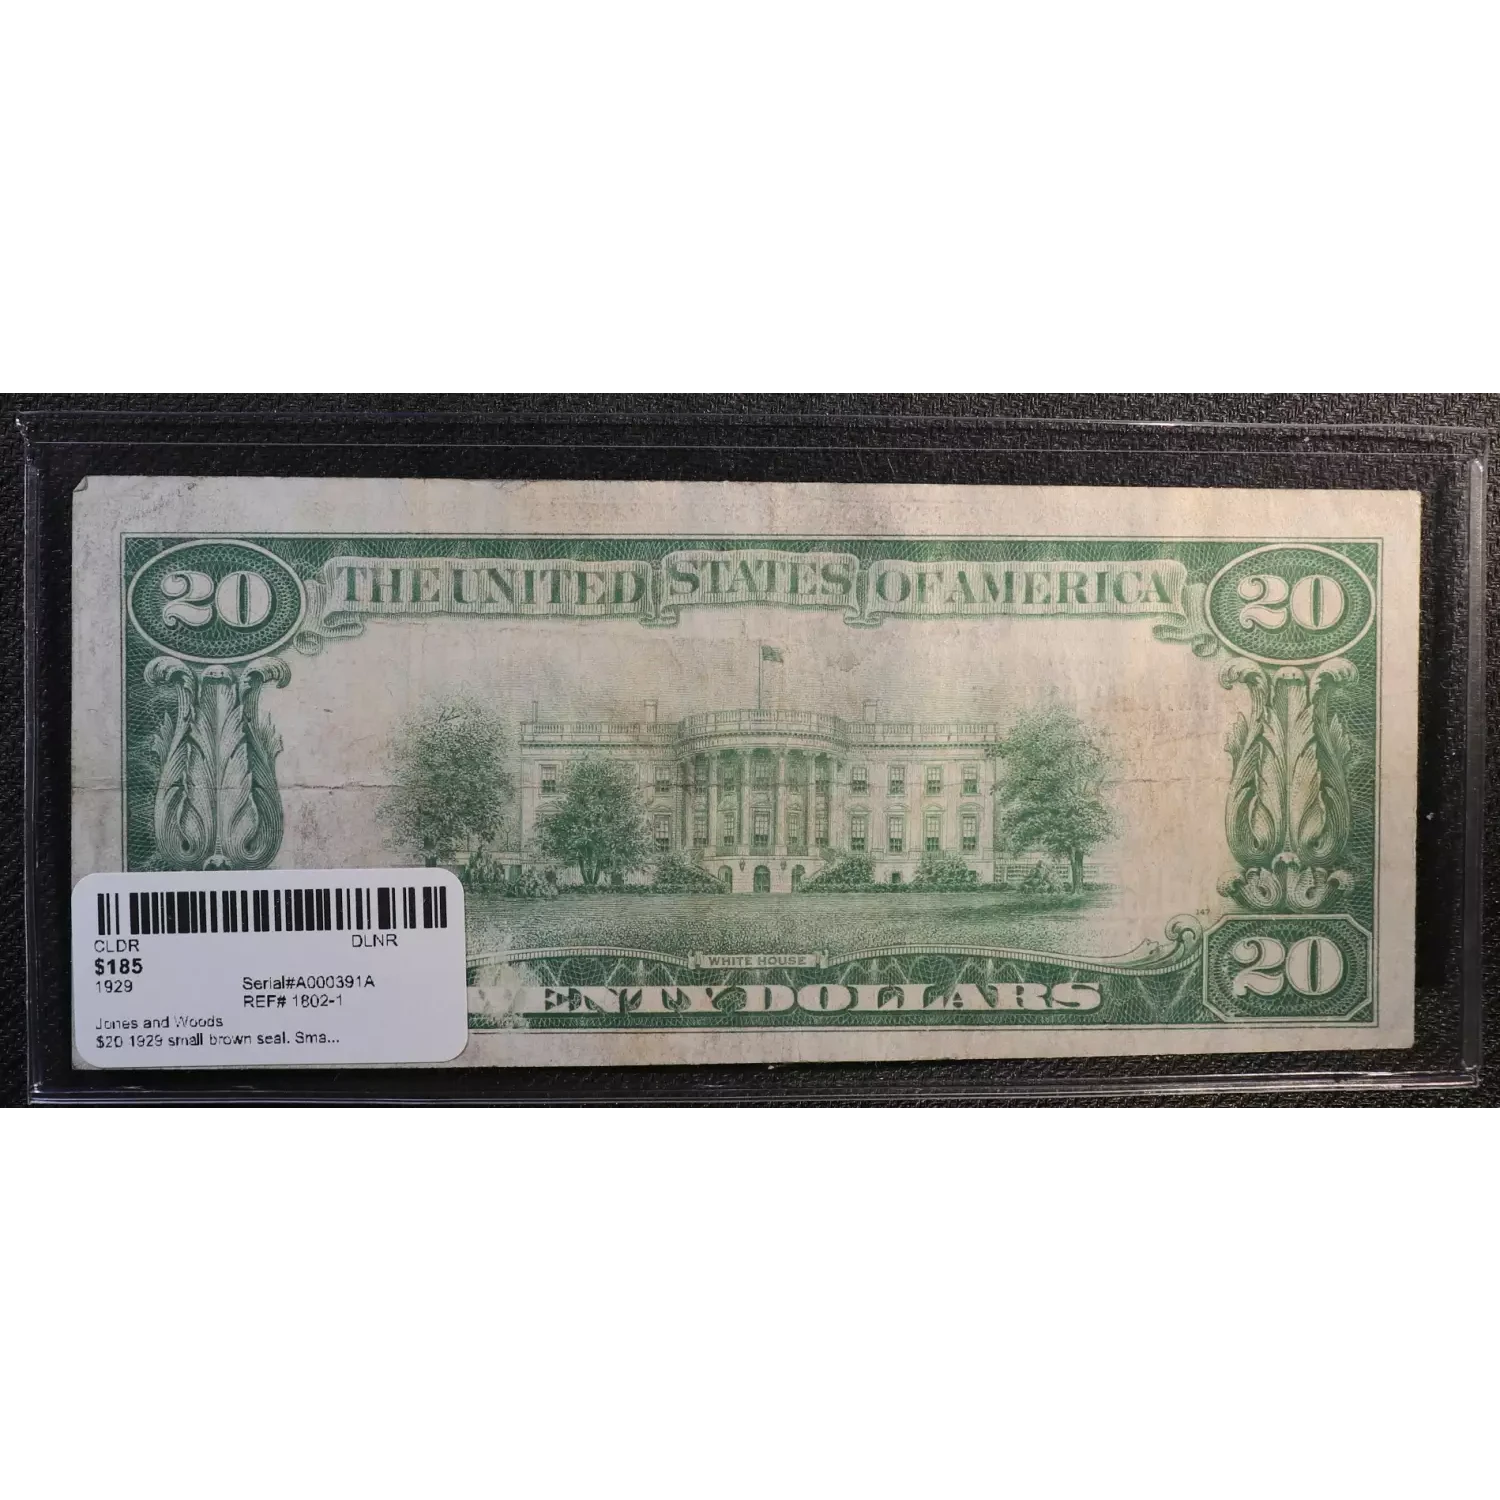 20 THE UNITED STATES OF AMERICA 20
147
WHITE HOUSE
DOLLARS 20
CLDR DLNR
$185
1929 Serial#A000391A
REF# 1802-1
Jones and Woods
$20 1929 small brown seal. Sma...